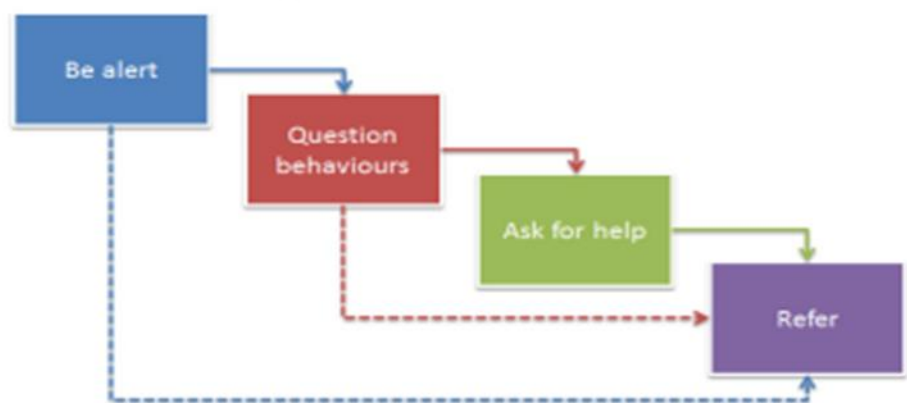 Be alert
Question
behaviours
Ask for help
Refer